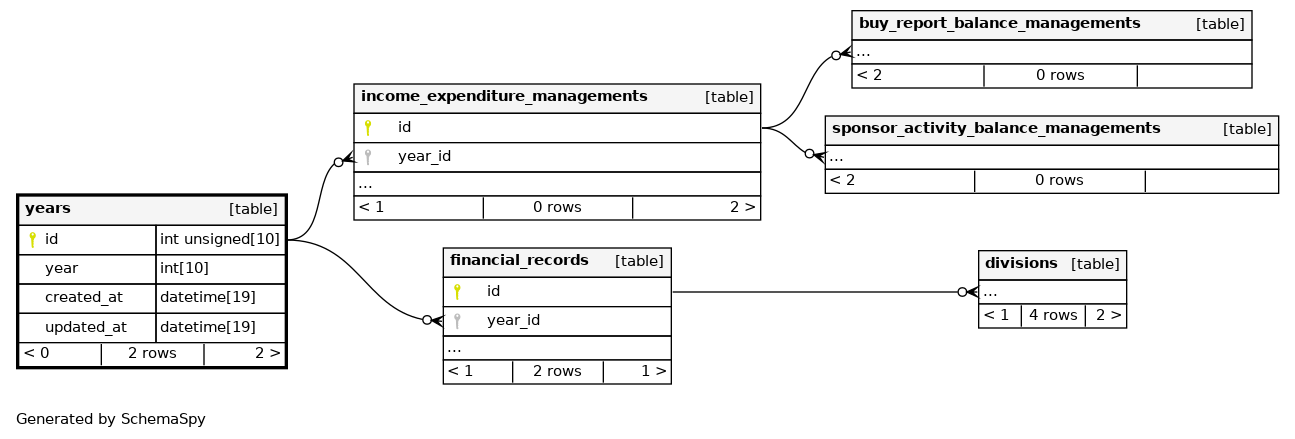 buy_report_balance_managements [table]
...
< 2 0 rows
income_expenditure_managements [table]
id
year_id
...
< 1 0 rows 2 >
sponsor_activity_balance_managements [table]
...
< 2 0 rows
years [table]
id int unsigned[10]
year int[10]
created_at datetime[19]
updated_at datetime[19]
< 0 2 rows 2 >
financial_records [table]
id
year_id
...
< 1 2 rows 1 >
divisions [table]
...
< 1 4 rows 2 >
Generated by SchemaSpy